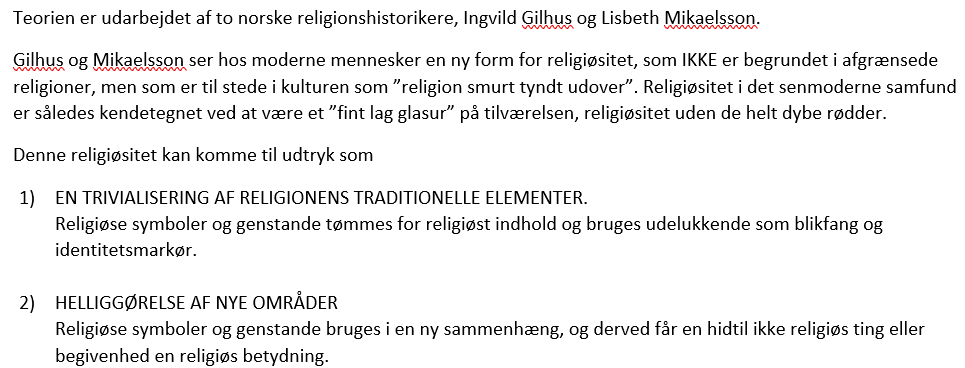 Teorien er udarbejdet af to norske religionshistorikere, Ingvild Gilhus og Lisbeth Mikaelsson.
Gilhus og Mikaelsson ser hos moderne mennesker en ny form for religiøsitet, som IKKE er begrundet i afgrænsede
religioner, men som er til stede i kulturen som ”religion smurt tyndt udover”. Religiøsitet i det senmoderne samfund
er således kendetegnet ved at være et ”fint lag glasur” på tilværelsen, religiøsitet uden de helt dybe rødder.
Denne religiøsitet kan komme til udtryk som
1) EN TRIVIALISERING AF RELIGIONENS TRADITIONELLE ELEMENTER.
Religiøse symboler og genstande tømmes for religiøst indhold og bruges udelukkende som blikfang og
identitetsmarkør.
2) HELLIGGØRELSE AF NYE OMRÅDER
Religiøse symboler og genstande bruges i en ny sammenhæng, og derved får en hidtil ikke religiøs ting eller
begivenhed en religiøs betydning.